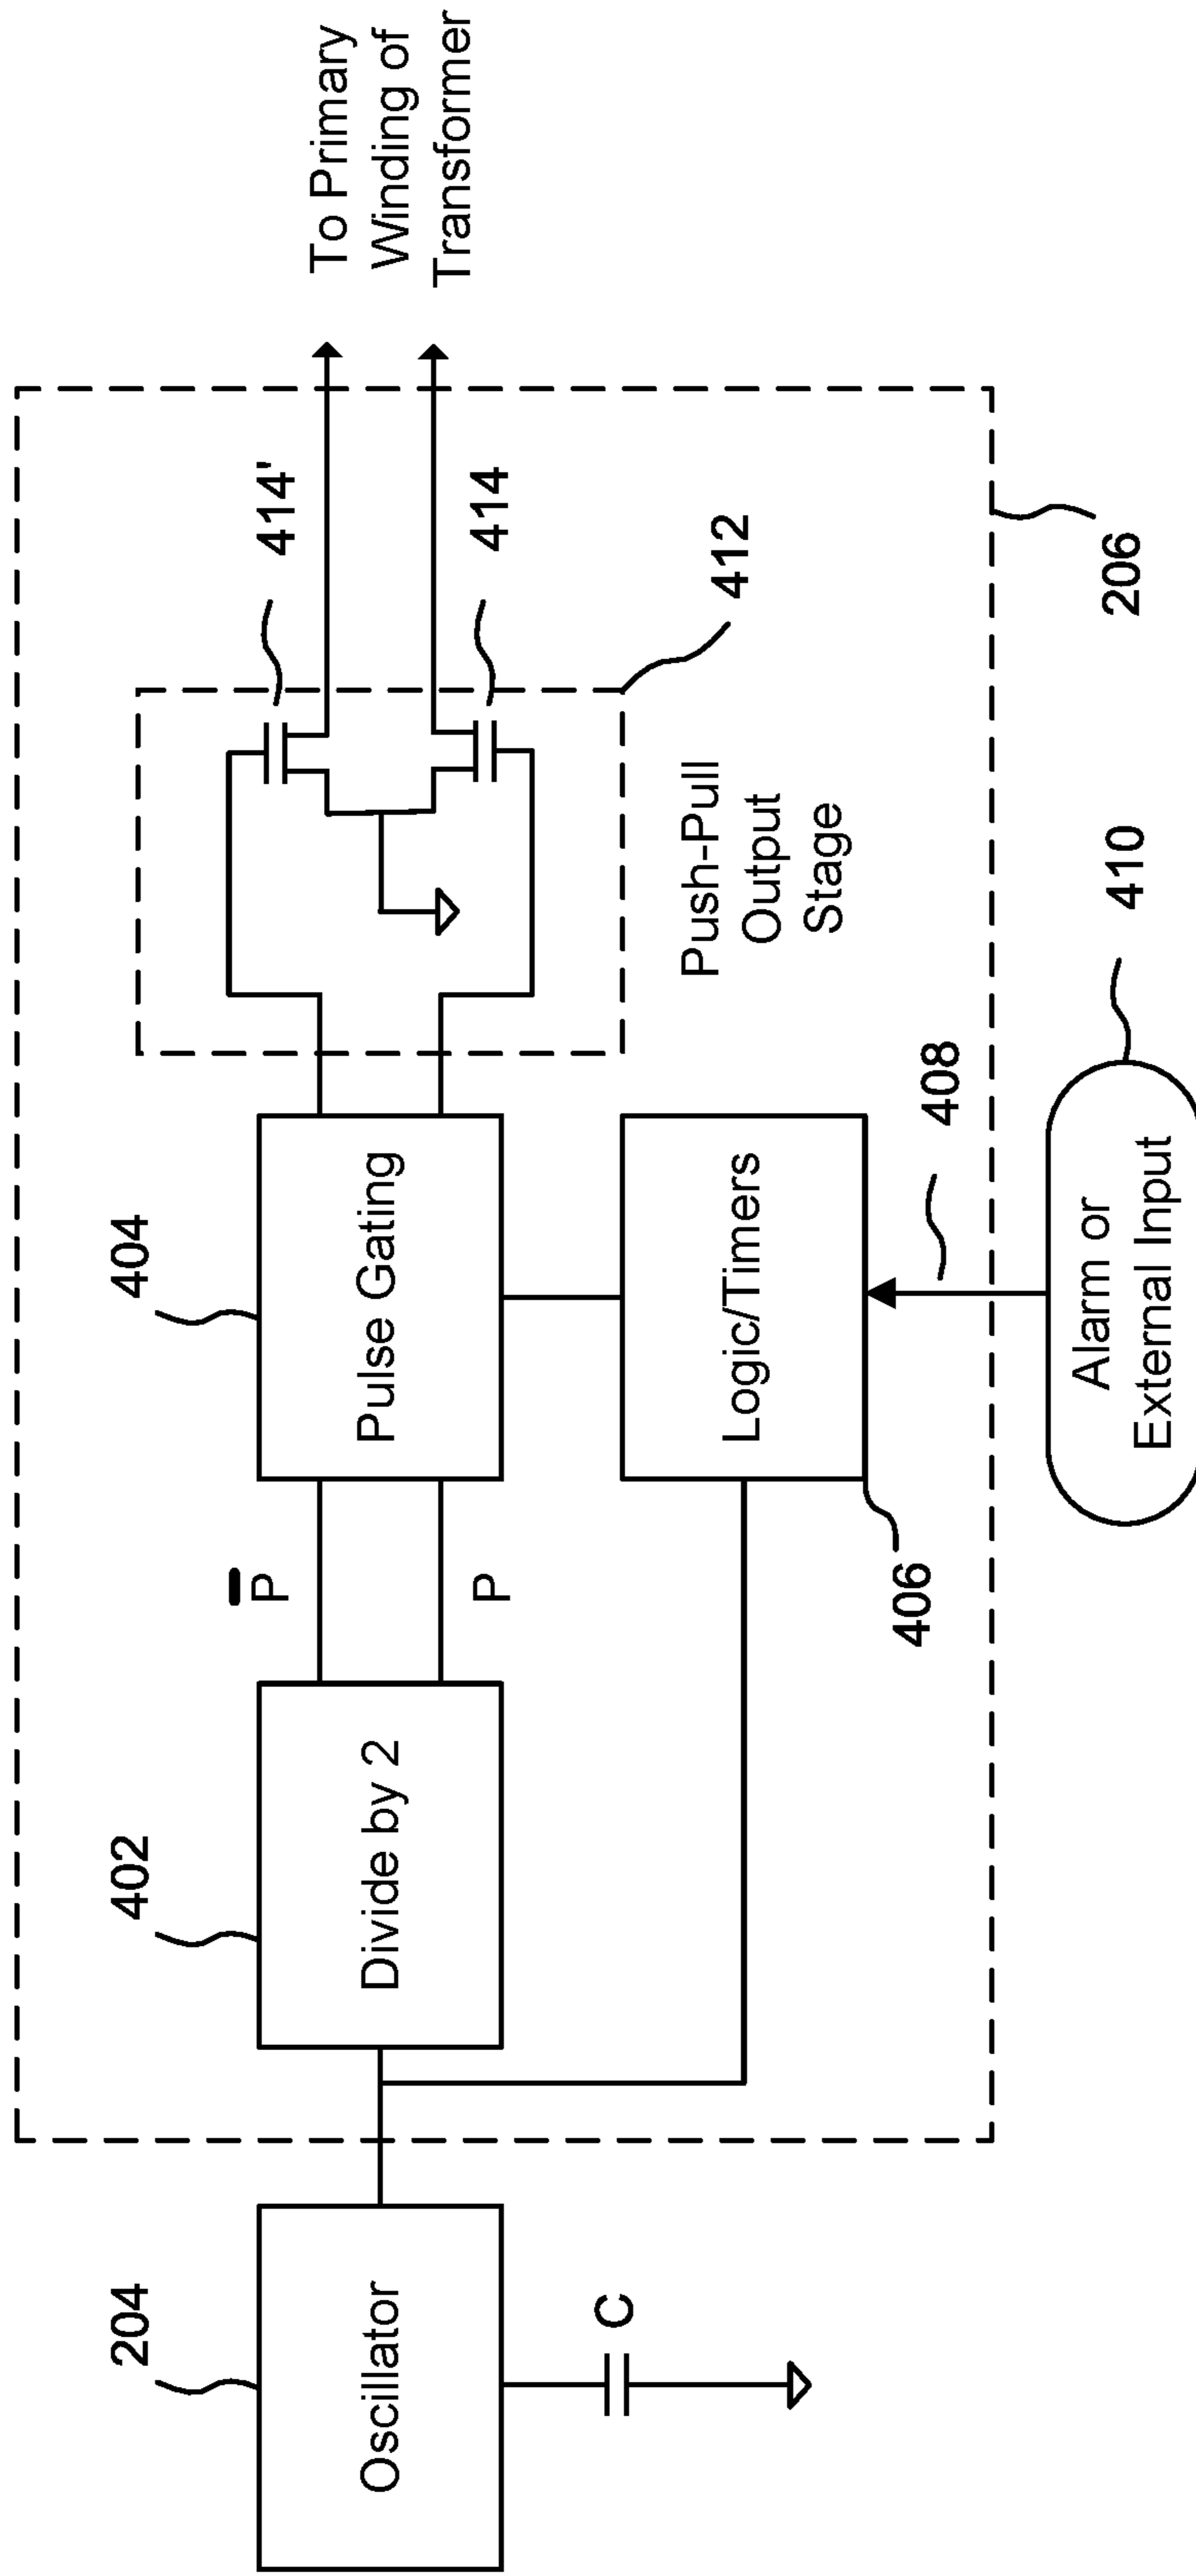 204
Oscillator
C
402
Divide by 2
P̅
P
404
Pulse Gating
406
Logic/Timers
408
Alarm or
External Input
410
414'
414
412
Push-Pull
Output
Stage
206
To Primary
Winding of
Transformer